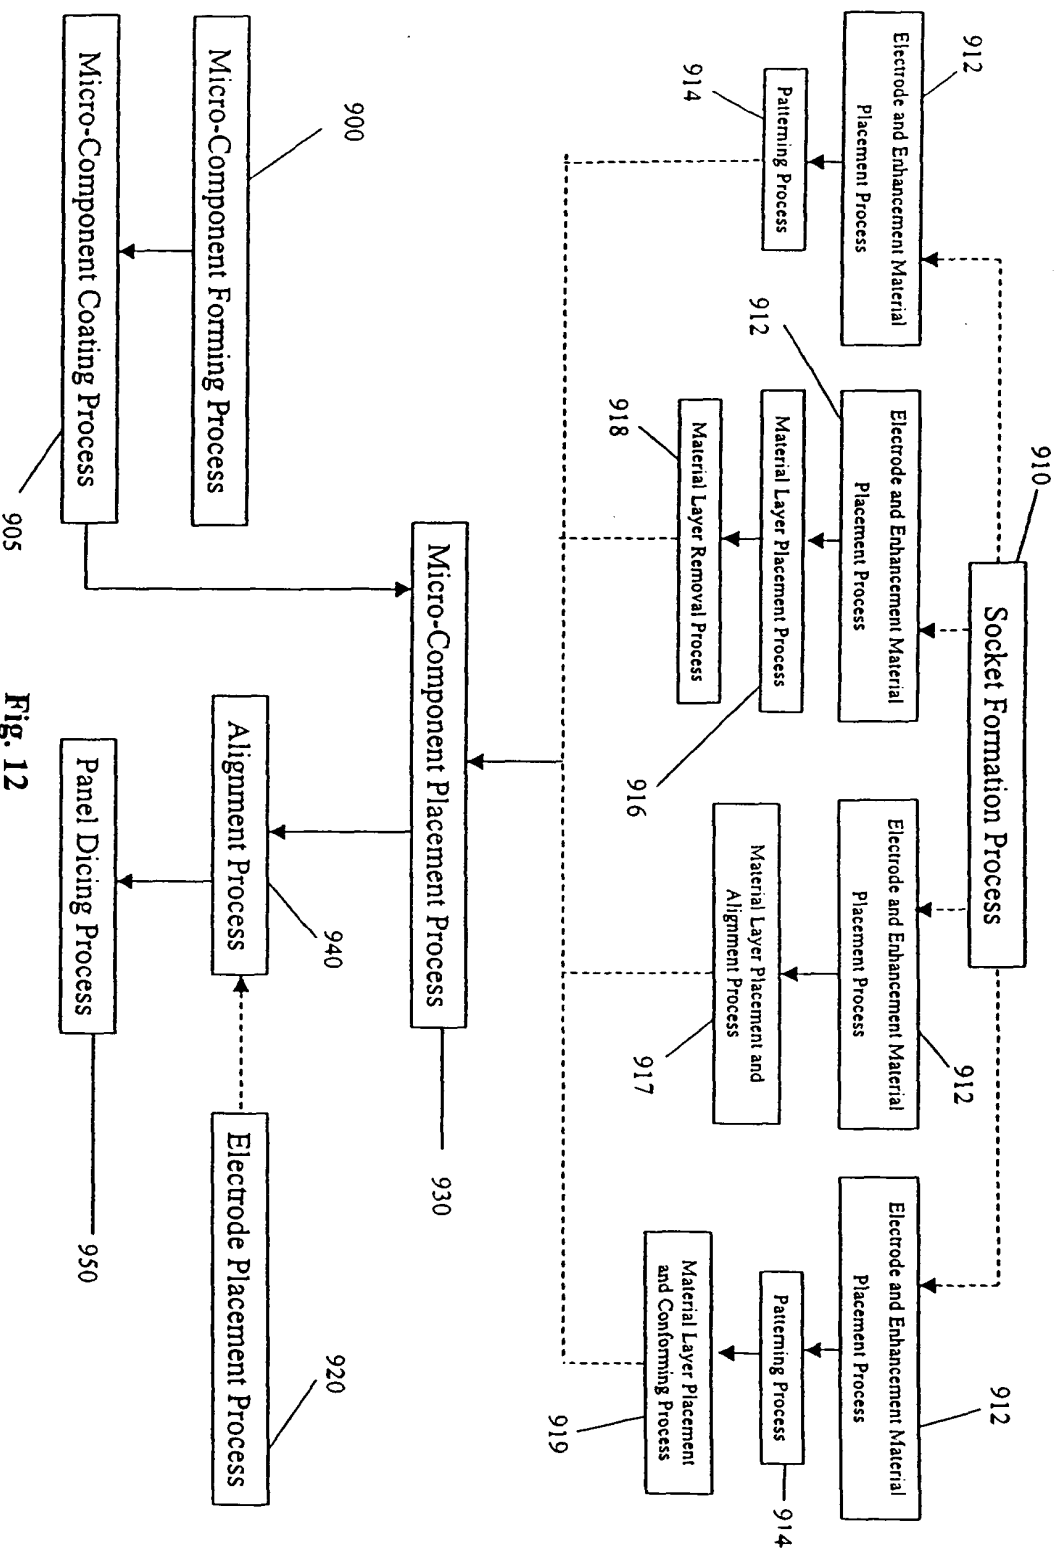 910
Socket Formation Process
912
Electrode and Enhancement Material
Placement Process
914
Patterning Process
912
Electrode and Enhancement Material
Placement Process
Material Layer Placement Process
916
Material Layer Removal Process
918
Electrode and Enhancement Material
Placement Process
912
Material Layer Placement and
Alignment Process
917
Electrode and Enhancement Material
Placement Process
912
Patterning Process
914
Material Layer Placement
and Conforming Process
919
900
Micro-Component Forming Process
Micro-Component Coating Process
905
Micro-Component Placement Process
930
Alignment Process
940
Electrode Placement Process
920
Panel Dicing Process
950
Fig. 12